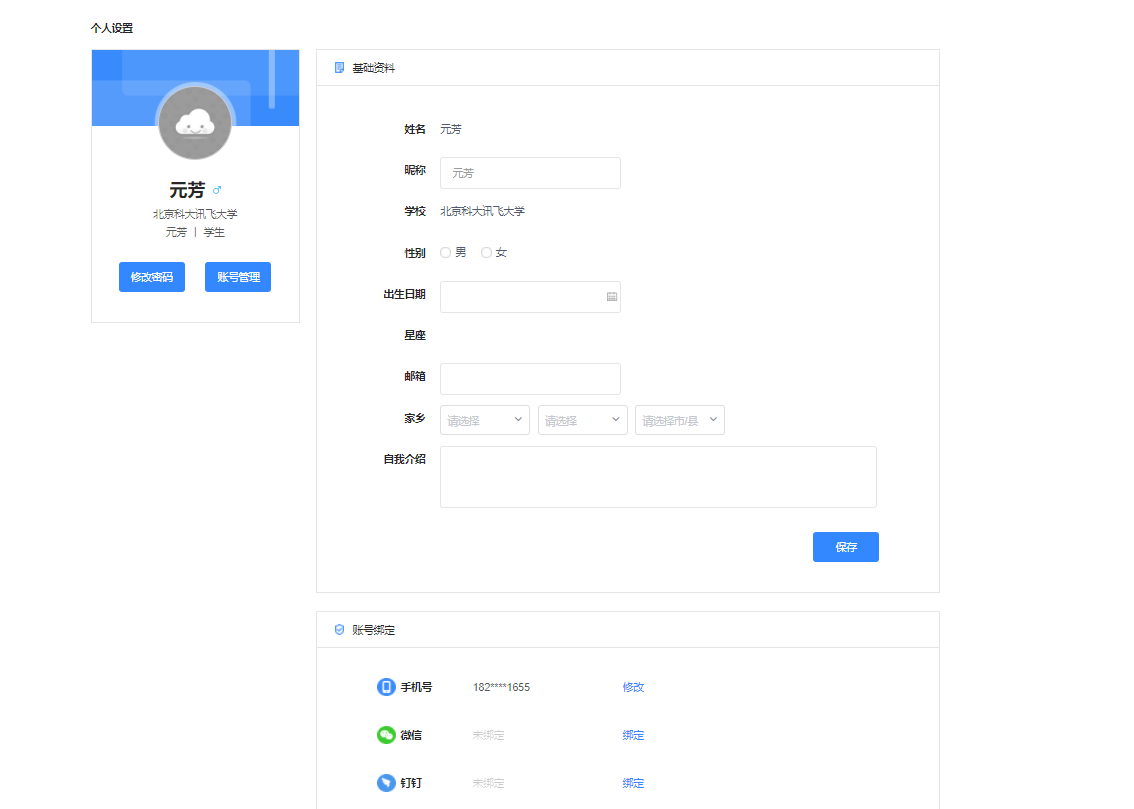 个人设置
元芳
北京科大讯飞大学
元芳 | 学生
修改密码 账号管理
基础资料
姓名 元芳
昵称 元芳
学校 北京科大讯飞大学
性别 男 女
出生日期
星座
邮箱
家乡 请选择 请选择 请选择市/县
自我介绍
保存
账号绑定
手机号 182****1655 修改
微信 未绑定 绑定
钉钉 未绑定 绑定